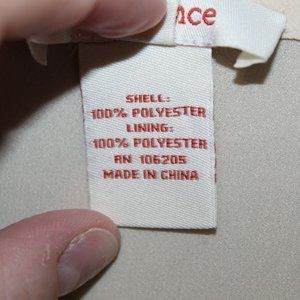 nce
SHELL:
100% POLYESTER
LINING:
100% POLYESTER
RN 106205
MADE IN CHINA